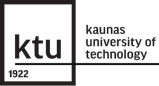 ktu
1922
kaunas
university of
technology